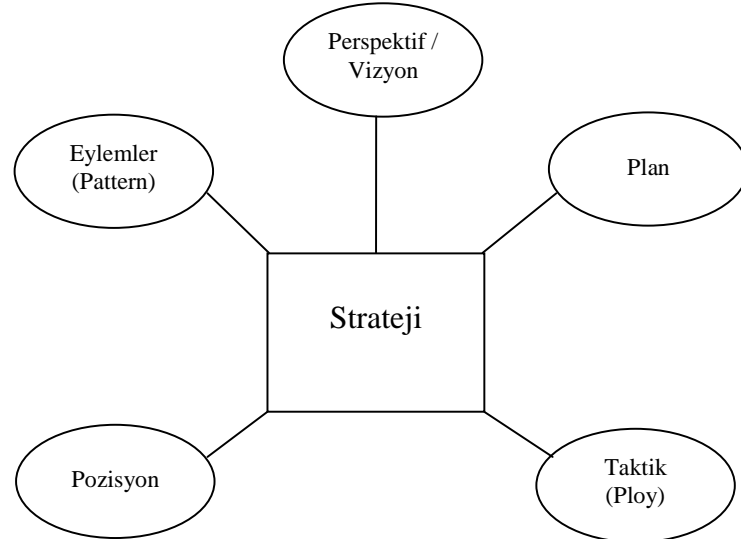 Perspektif /
Vizyon
Eylemler
(Pattern)
Plan
Strateji
Pozisyon
Taktik
(Ploy)